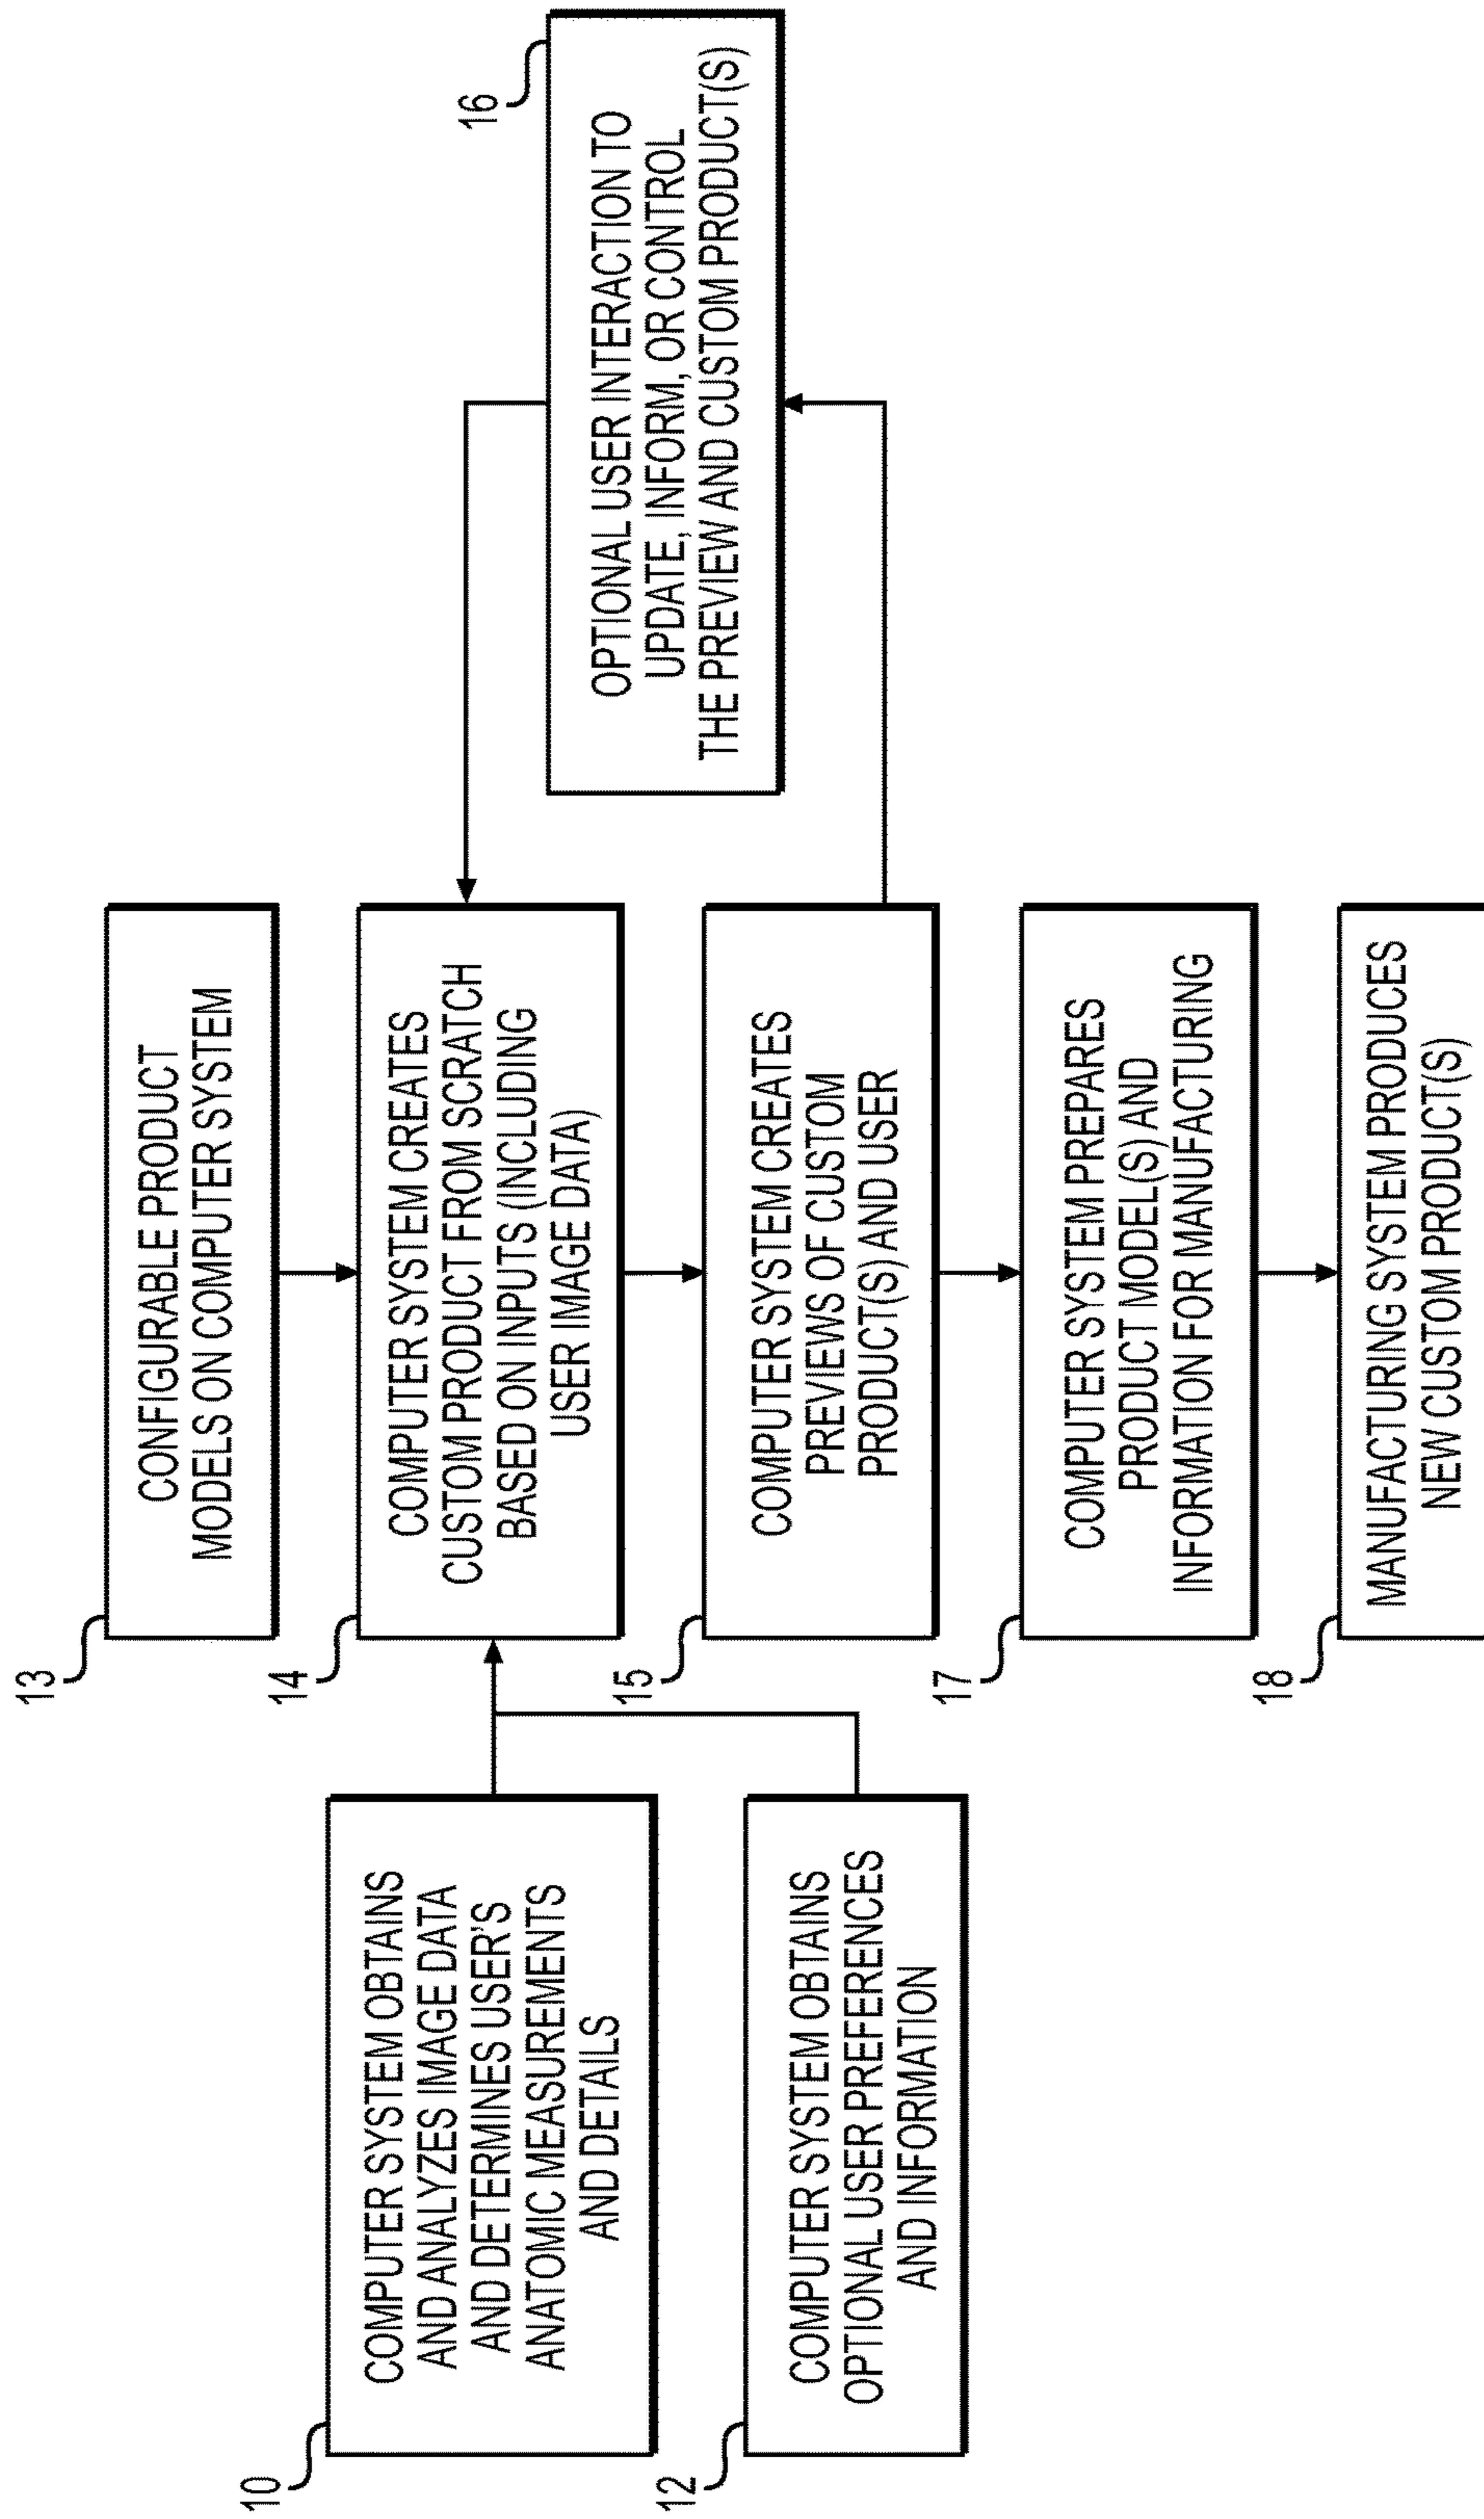 13
CONFIGURABLE PRODUCT
MODELS ON COMPUTER SYSTEM
10
COMPUTER SYSTEM OBTAINS
AND ANALYZES IMAGE DATA
AND DETERMINES USER'S
ANATOMIC MEASUREMENTS
AND DETAILS
14
COMPUTER SYSTEM CREATES
CUSTOM PRODUCT FROM SCRATCH
BASED ON INPUTS (INCLUDING
USER IMAGE DATA)
16
OPTIONAL USER INTERACTION TO
UPDATE, INFORM, OR CONTROL
THE PREVIEW AND CUSTOM PRODUCT(S)
12
COMPUTER SYSTEM OBTAINS
OPTIONAL USER PREFERENCES
AND INFORMATION
15
COMPUTER SYSTEM CREATES
PREVIEWS OF CUSTOM
PRODUCT(S) AND USER
17
COMPUTER SYSTEM PREPARES
PRODUCT MODEL(S) AND
INFORMATION FOR MANUFACTURING
18
MANUFACTURING SYSTEM PRODUCES
NEW CUSTOM PRODUCT(S)